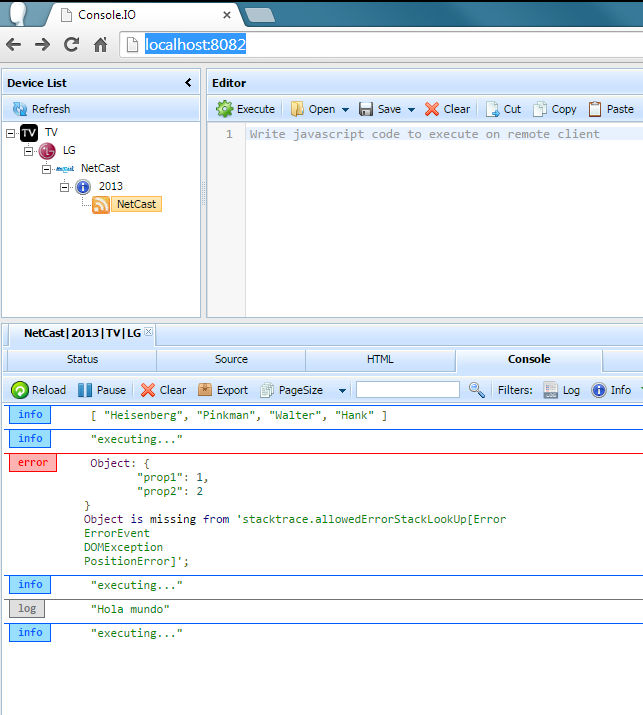 Console.IO
localhost:8082
Device List
Editor
Refresh
Execute Open Save Clear Cut Copy Paste
TV TV
LG
NetCast
2013
NetCast
1 Write javascript code to execute on remote client
NetCast|2013|TV|LG
Status Source HTML Console
Reload Pause Clear Export PageSize Filters: Log Info
info [ "Heisenberg", "Pinkman", "Walter", "Hank" ]
info "executing..."
error Object: {
"prop1": 1,
"prop2": 2
}
Object is missing from 'stacktrace.allowedErrorStackLookUp[Error
ErrorEvent
DOMException
PositionError]';
info "executing..."
log "Hola mundo"
info "executing..."